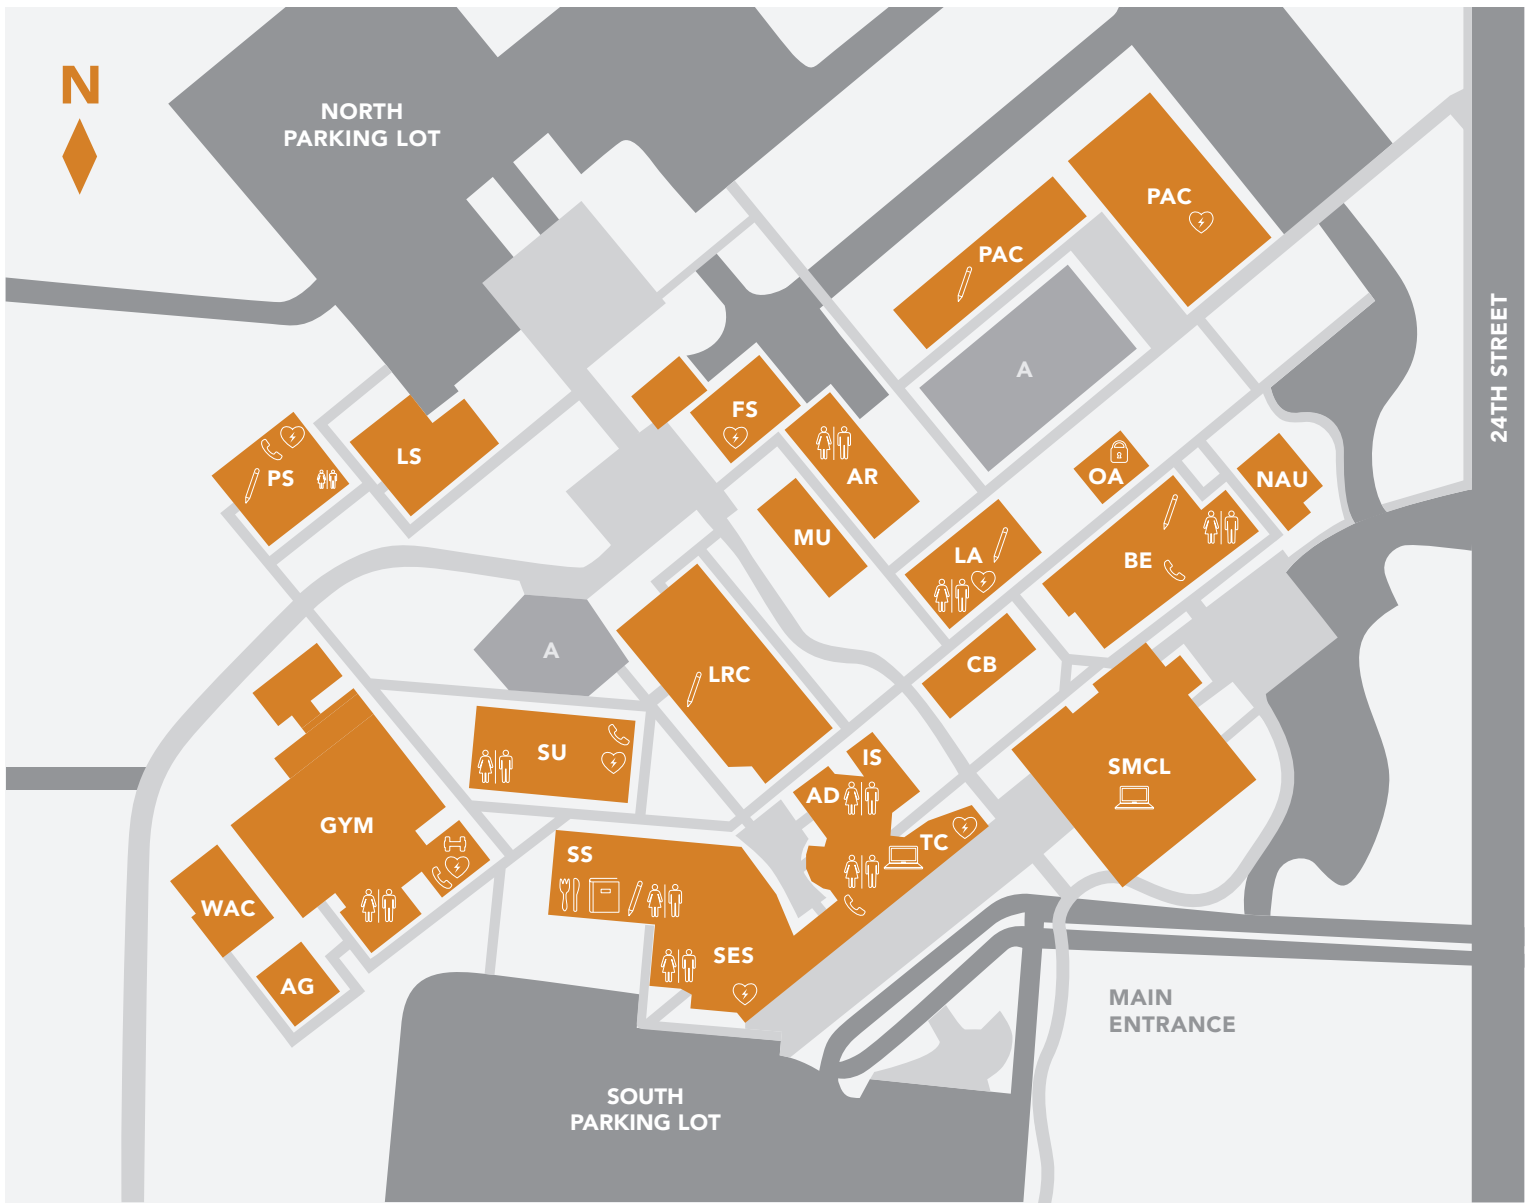 N
NORTH
PARKING LOT
PAC
PAC
A
24TH STREET
FS
LS
PS
AR
OA
NAU
MU
LA
BE
A
LRC
CB
SU
IS
SMCL
AD
GYM
TC
SS
WAC
SES
AG
MAIN
ENTRANCE
SOUTH
PARKING LOT